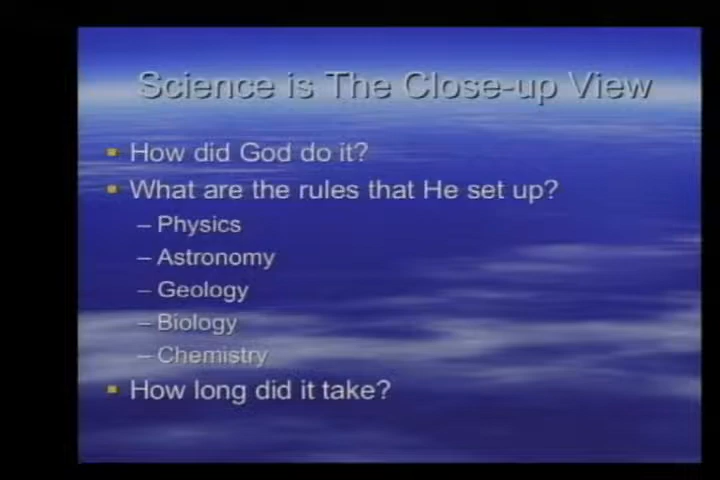 Science is The Close-up View
How did God do it?
What are the rules that He set up?
– Physics
– Astronomy
– Geology
– Biology
– Chemistry
How long did it take?